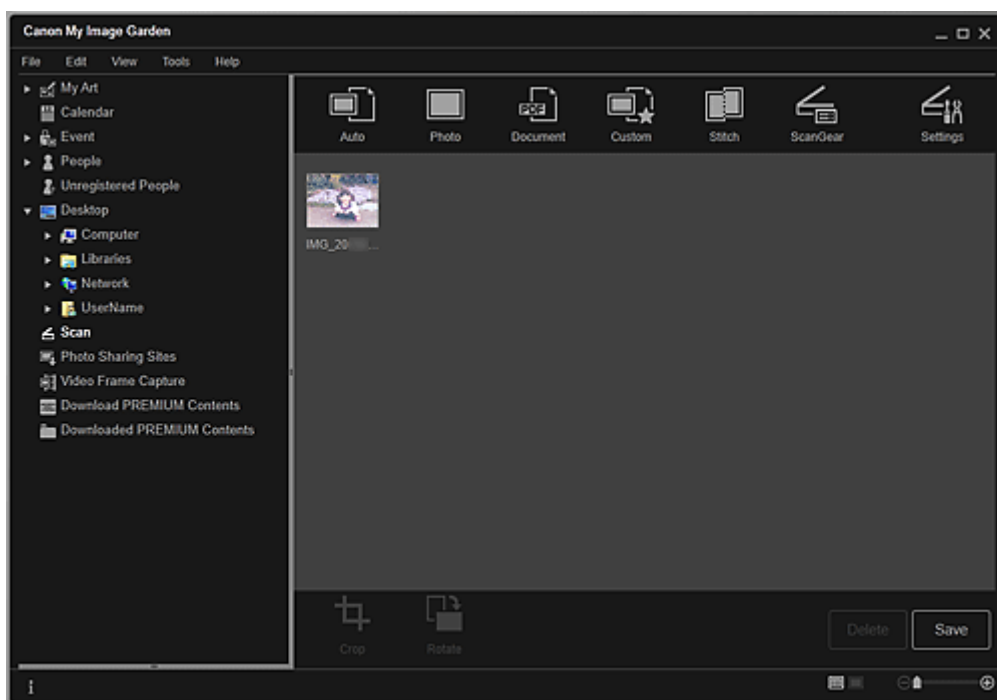 Canon My Image Garden
File Edit View Tools Help
My Art
Calendar
Event
People
Unregistered People
Desktop
Computer
Libraries
Network
UserName
Scan
Photo Sharing Sites
Video Frame Capture
Download PREMIUM Contents
Downloaded PREMIUM Contents
Auto Photo PDF Document Custom Stitch ScanGear Settings
IMG_20 ...
Crop Rotate Delete Save